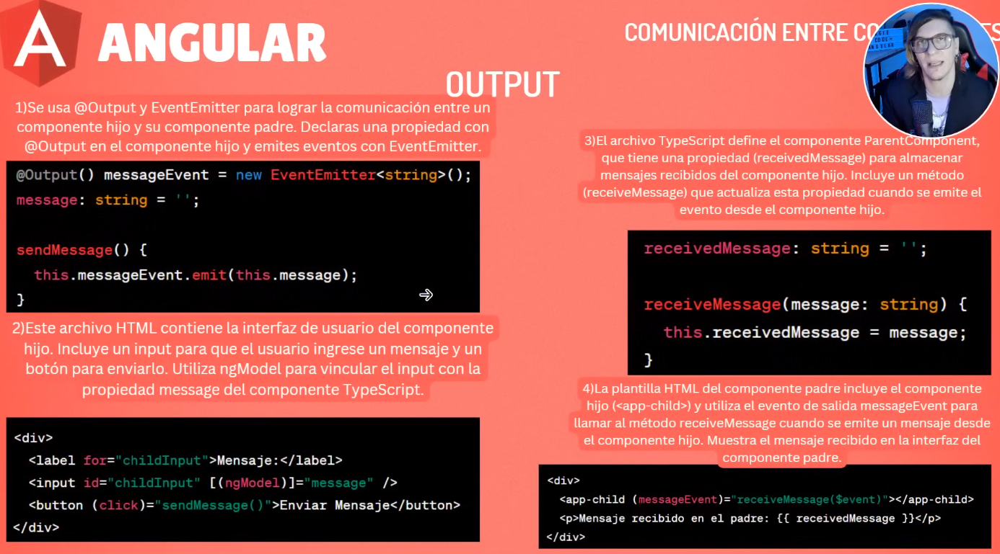 ANGULAR
COMUNICACIÓN ENTRE
OUTPUT
1)Se usa @Output y EventEmitter para lograr la comunicación entre un
componente hijo y su componente padre. Declaras una propiedad con
@Output en el componente hijo y emites eventos con EventEmitter.
@Output() messageEvent = new EventEmitter<string>();
message: string = '';
sendMessage() {
this.messageEvent.emit(this.message);
}
2)Este archivo HTML contiene la interfaz de usuario del componente
hijo. Incluye un input para que el usuario ingrese un mensaje y un
botón para enviarlo. Utiliza ngModel para vincular el input con la
propiedad message del componente TypeScript.
<div>
<label for="childInput">Mensaje:</label>
<input id="childInput" [(ngModel)]="message" />
<button (click)="sendMessage()">Enviar Mensaje</button>
</div>
3)El archivo TypeScript define el componente ParentComponent,
que tiene una propiedad (receivedMessage) para almacenar
mensajes recibidos del componente hijo. Incluye un método
(receiveMessage) que actualiza esta propiedad cuando se emite el
evento desde el componente hijo.
receivedMessage: string = '';
receiveMessage(message: string) {
this.receivedMessage = message;
}
4)La plantilla HTML del componente padre incluye el componente
hijo (<app-child>) y utiliza el evento de salida messageEvent para
llamar al método receiveMessage cuando se emite un mensaje desde
el componente hijo. Muestra el mensaje recibido en la interfaz del
componente padre.
<div>
<app-child (messageEvent)="receiveMessage($event)"></app-child>
<p>Mensaje recibido en el padre: {{ receivedMessage }}</p>
</div>